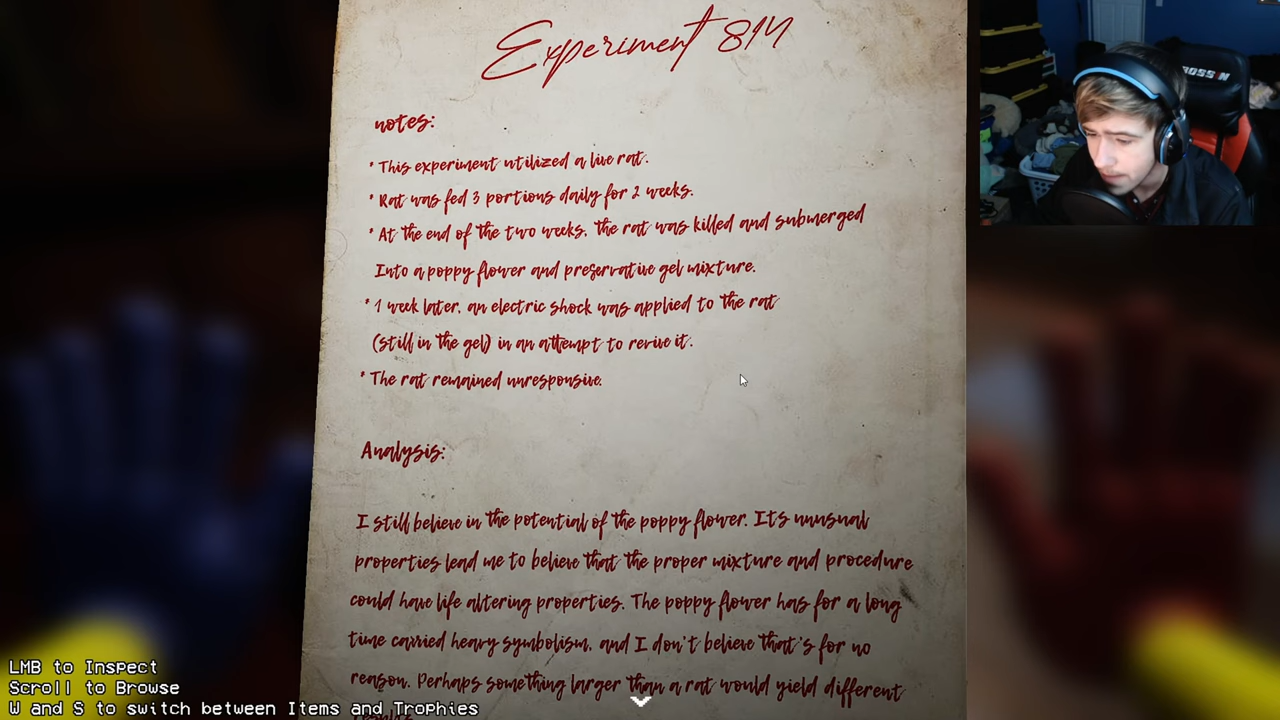 Experiment 814
notes:
* This experiment utilized a live rat.
* Rat was fed 3 portions daily for 2 weeks.
* At the end of the two weeks, the rat was killed and submerged
Into a poppy flower and preservative gel mixture.
* 1 week later, an electric shock was applied to the rat
(still in the gel) in an attempt to revive it.
* The rat remained unresponsive.
Analysis:
I still believe in the potential of the poppy flower. Its unusual
properties lead me to believe that the proper mixture and procedure
could have life altering properties. The poppy flower has for a long
time carried heavy symbolism, and I don't believe that's for no
reason. Perhaps something larger than a rat would yield different
LMB to Inspect
Scroll to Browse
W and S to switch between Items and Trophies